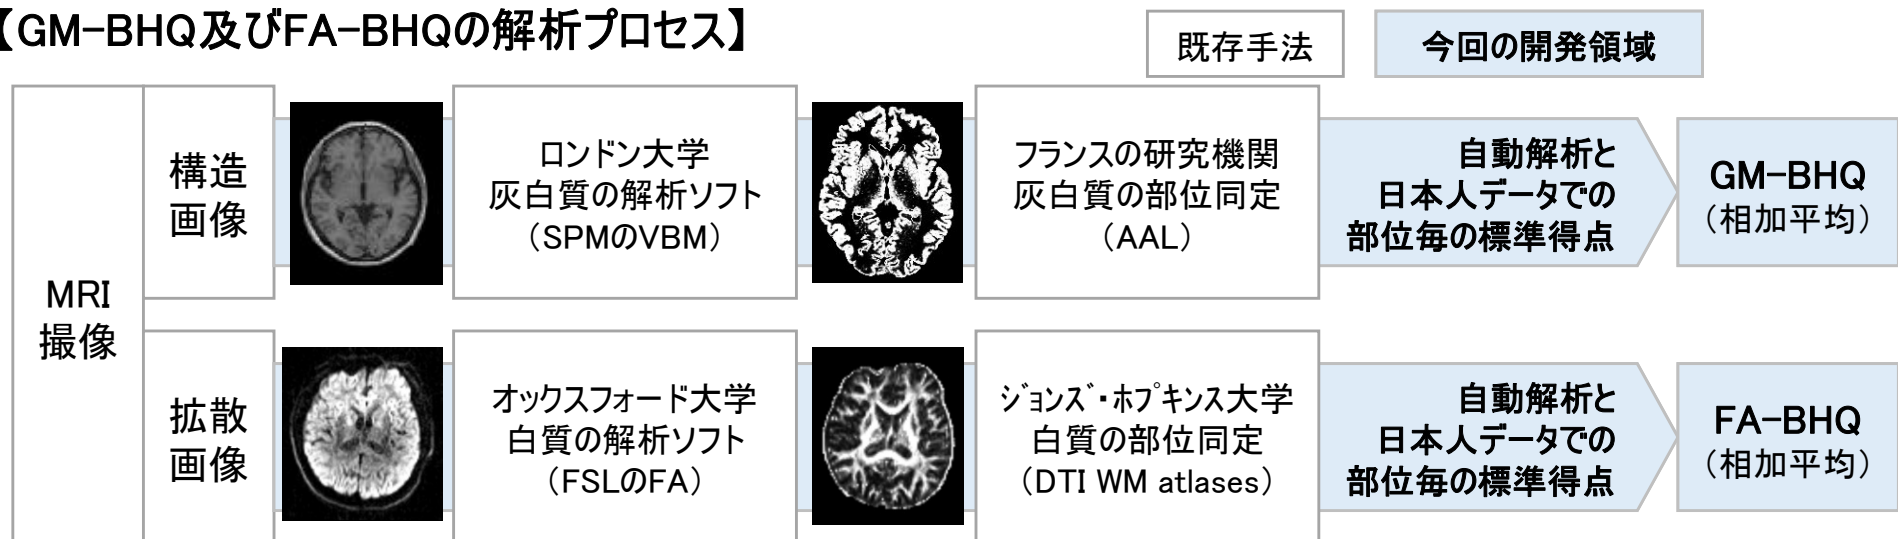 【GM-BHQ及びFA-BHQの解析プロセス】
既存手法
今回の開発領域
MRI
撮像
構造
画像
ロンドン大学
灰白質の解析ソフト
（SPMのVBM）
フランスの研究機関
灰白質の部位同定
（AAL）
自動解析と
日本人データでの
部位毎の標準得点
GM-BHQ
（相加平均）
拡散
画像
オックスフォード大学
白質の解析ソフト
（FSLのFA）
ｼﾞｮﾝｽﾞ・ﾎﾌﾟｷﾝｽ大学
白質の部位同定
（DTI WM atlases）
自動解析と
日本人データでの
部位毎の標準得点
FA-BHQ
（相加平均）